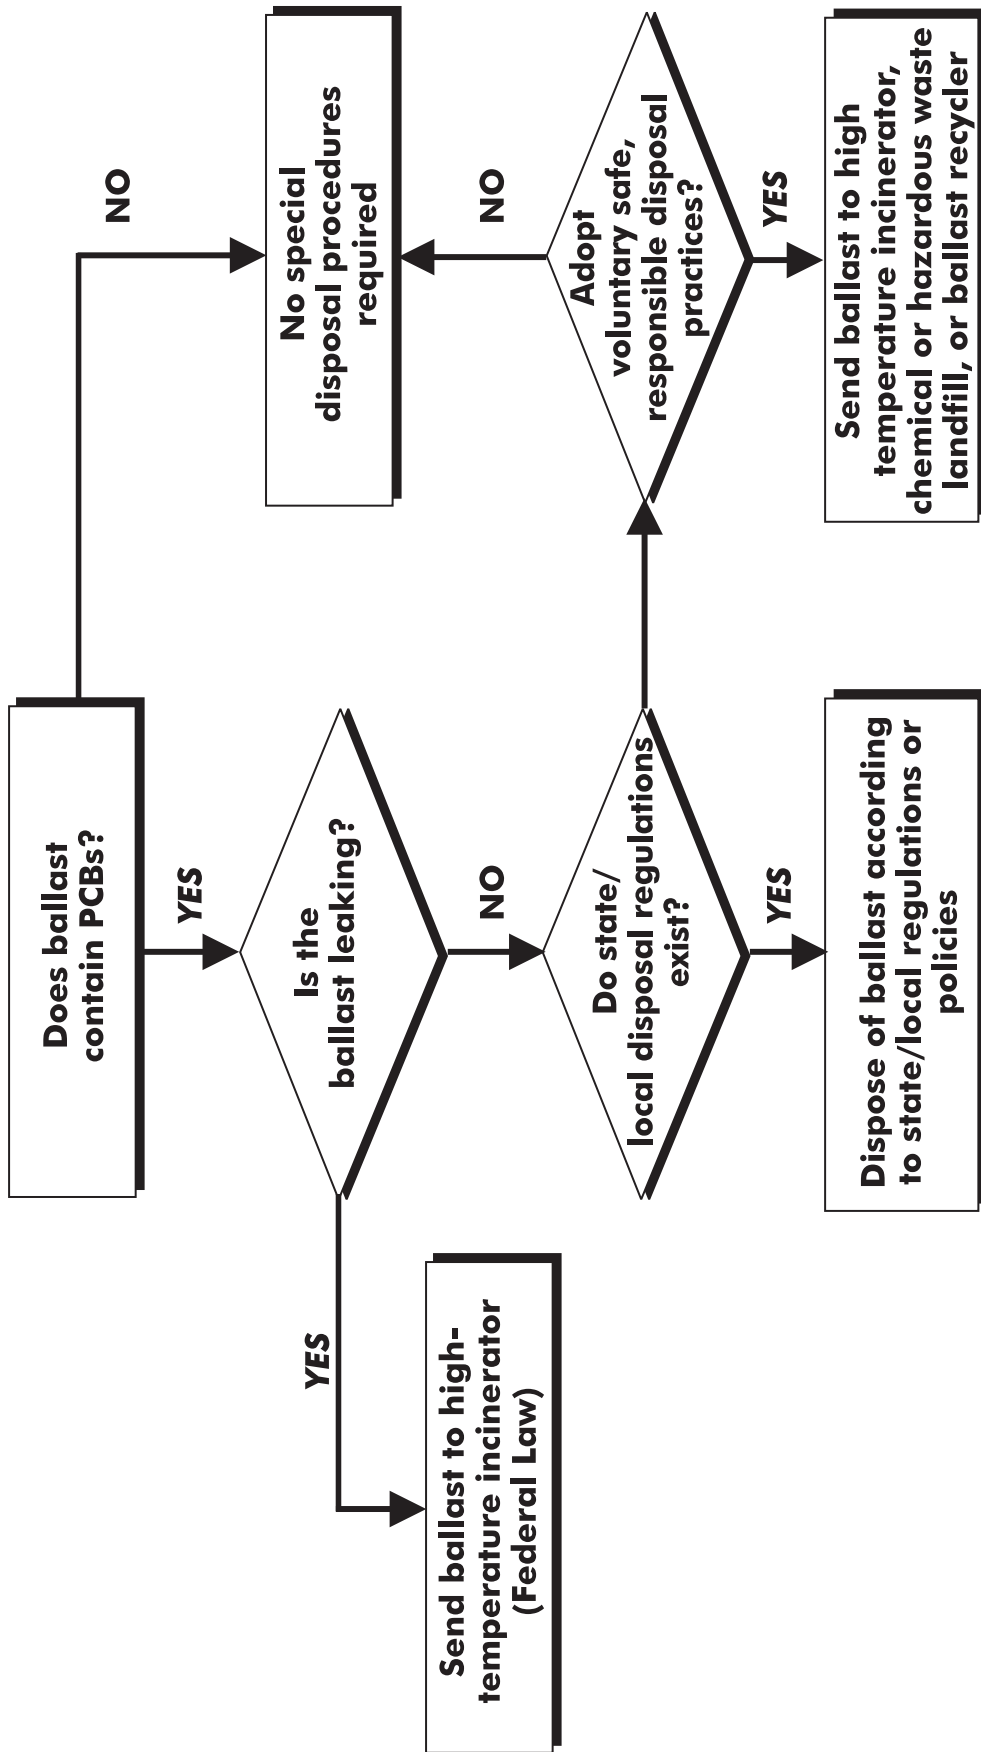 Does ballast
contain PCBs?
NO
YES
Is the
ballast leaking?
No special
disposal procedures
required
YES
NO
NO
Send ballast to high-
temperature incinerator
(Federal Law)
Do state/
local disposal regulations
exist?
Adopt
voluntary safe,
responsible disposal
practices?
YES
YES
Dispose of ballast according
to state/local regulations or
policies
Send ballast to high
temperature incinerator,
chemical or hazardous waste
landfill, or ballast recycler